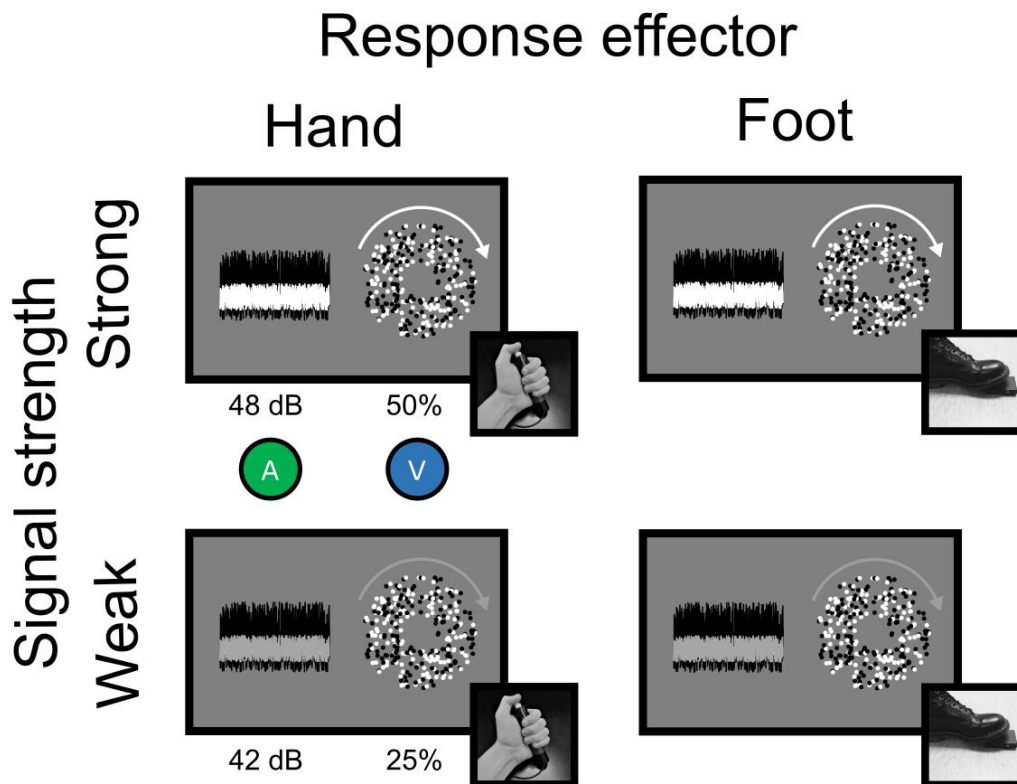 Response effector
Hand Foot
Signal strength
Strong
48 dB 50%
A V
Weak
42 dB 25%